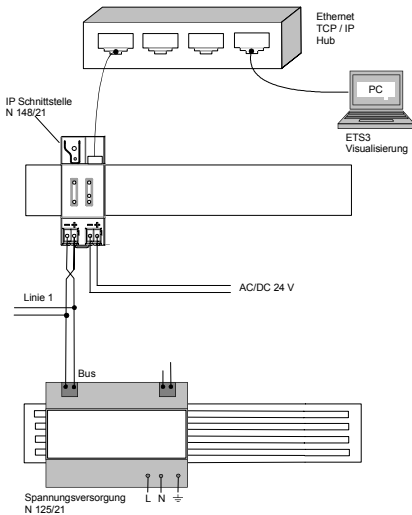 Ethernet
TCP / IP
Hub
PC
IP Schnittstelle
N 148/21
ETS3
Visualisierung
AC/DC 24 V
Linie 1
Bus
L N
Spannungsversorgung
N 125/21